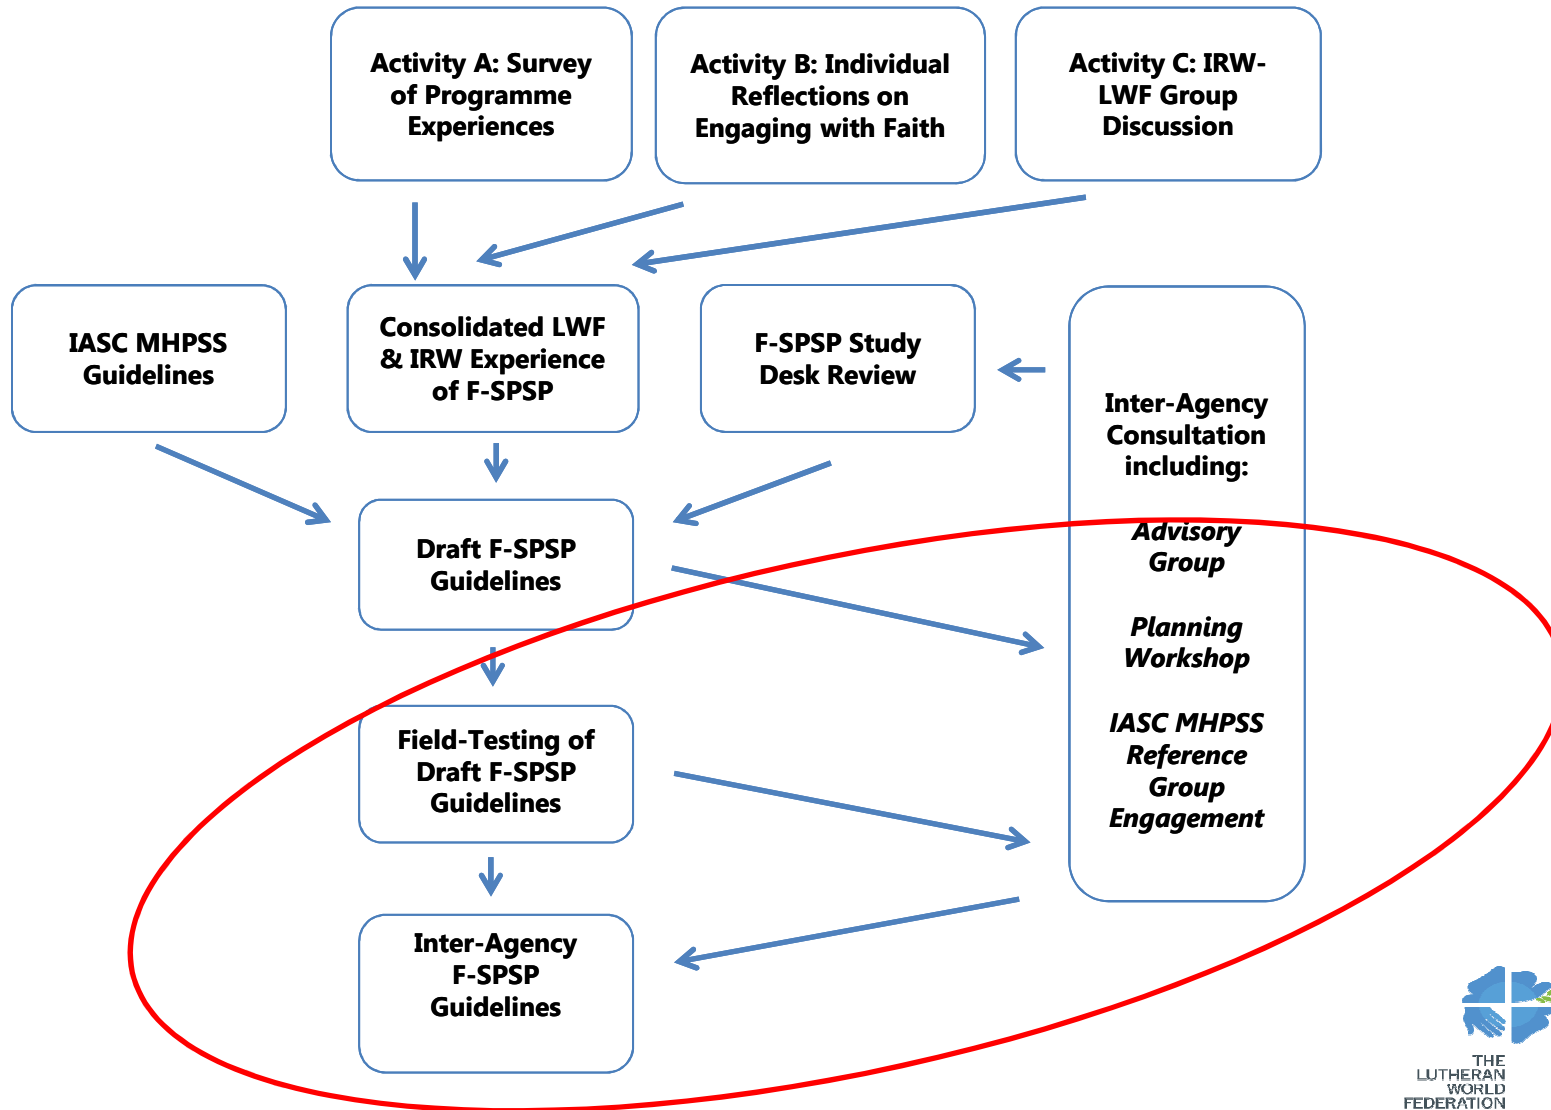 Activity A: Survey
of Programme
Experiences
Activity B: Individual
Reflections on
Engaging with Faith
Activity C: IRW-
LWF Group
Discussion
IASC MHPSS
Guidelines
Consolidated LWF
& IRW Experience
of F-SPSP
F-SPSP Study
Desk Review
Inter-Agency
Consultation
including:
Advisory
Group
Planning
Workshop
IASC MHPSS
Reference
Group
Engagement
Draft F-SPSP
Guidelines
Field-Testing of
Draft F-SPSP
Guidelines
Inter-Agency
F-SPSP
Guidelines
THE
LUTHERAN
WORLD
FEDERATION